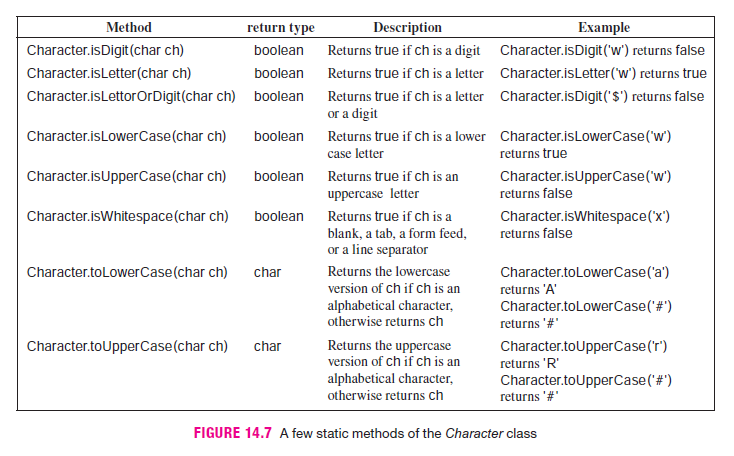 Method return type Description Example
Character.isDigit(char ch) boolean Returns true if ch is a digit Character.isDigit('w') returns false
Character.isLetter(char ch) boolean Returns true if ch is a letter Character.isLetter('w') returns true
Character.isLettorOrDigit(char ch) boolean Returns true if ch is a letter Character.isDigit('$') returns false
or a digit
Character.isLowerCase(char ch) boolean Returns true if ch is a lower Character.isLowerCase('w')
case letter returns true
Character.isUpperCase(char ch) boolean Returns true if ch is an Character.isUpperCase('w')
uppercase letter returns false
Character.isWhitespace(char ch) boolean Returns true if ch is a Character.isWhitespace('x')
blank, a tab, a form feed, returns false
or a line separator
Character.toLowerCase(char ch) char Returns the lowercase Character.toLowerCase('a')
version of ch if ch is an returns 'A'
alphabetical character, Character.toLowerCase('#')
otherwise returns ch returns '#'
Character.toUpperCase(char ch) char Returns the uppercase Character.toUpperCase('r')
version of ch if ch is an returns 'R'
alphabetical character, Character.toUpperCase('#')
otherwise returns ch returns '#'
FIGURE 14.7 A few static methods of the Character class